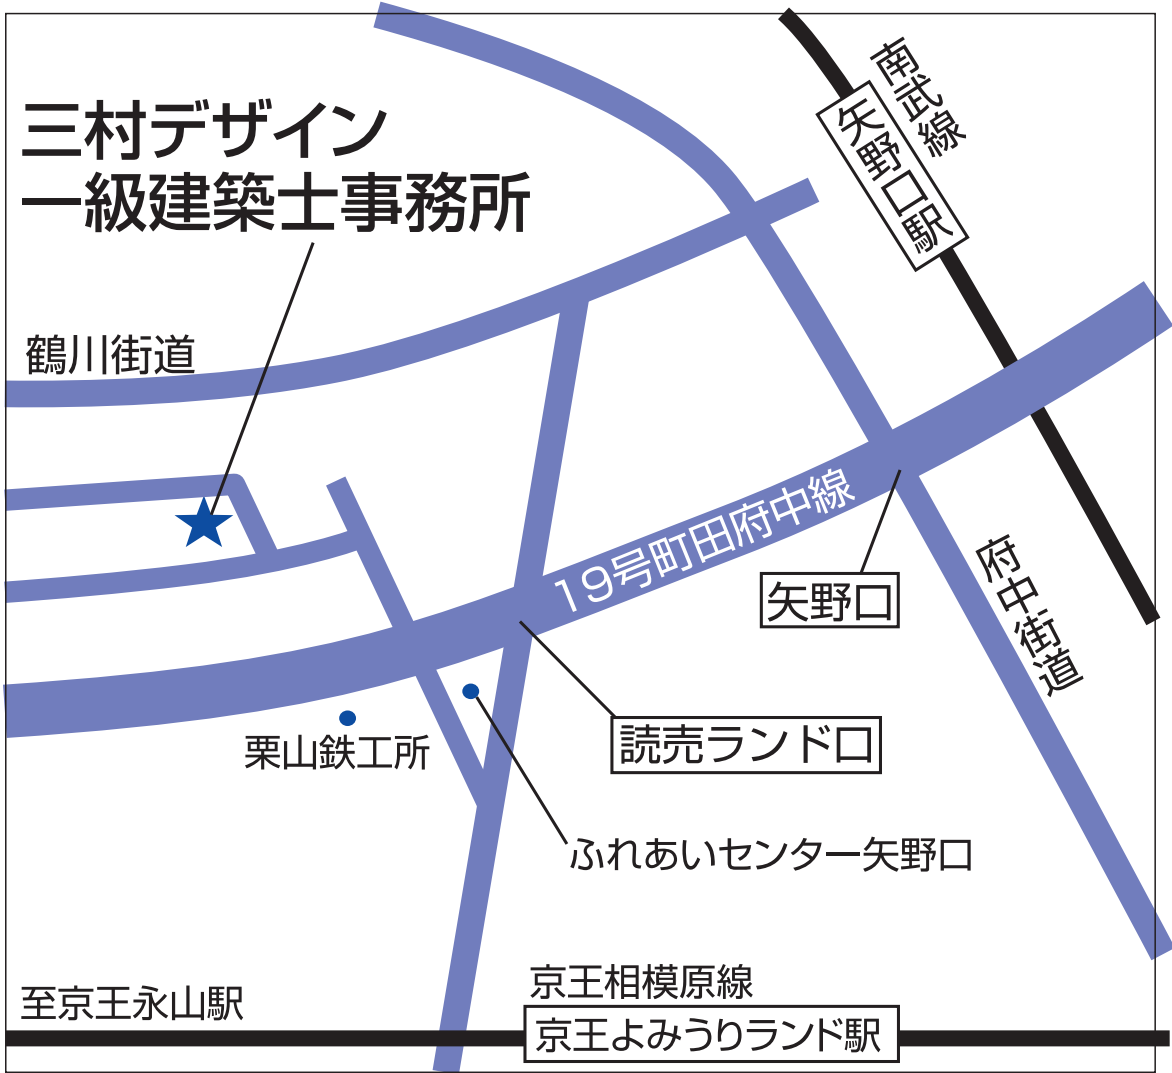 南武線
矢野口駅
三村デザイン
一級建築士事務所
鶴川街道
19号町田府中線
矢野口
府中街道
読売ランド口
栗山鉄工所
ふれあいセンター矢野口
至京王永山駅
京王相模原線
京王よみうりランド駅